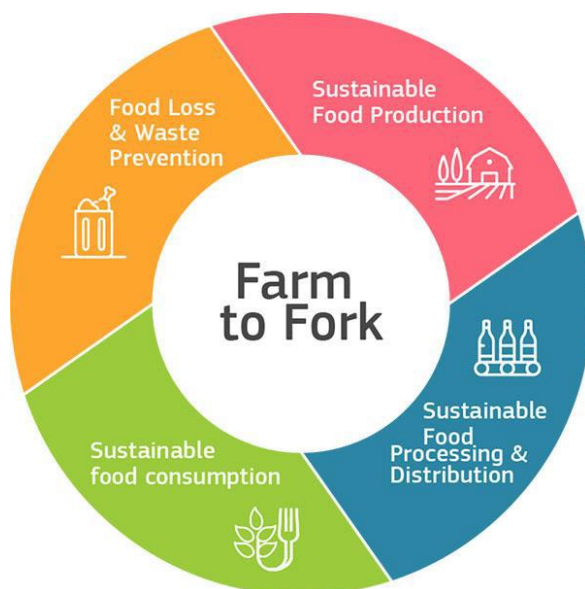 Sustainable
Food Production
Food Loss
& Waste
Prevention
Farm
to Fork
Sustainable
Food
Processing &
Distribution
Sustainable
food consumption